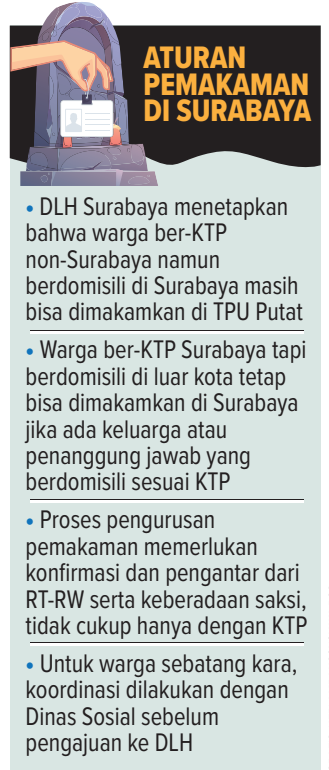 ATURAN
PEMAKAMAN
DI SURABAYA
• DLH Surabaya menetapkan
bahwa warga ber-KTP
non-Surabaya namun
berdomisili di Surabaya masih
bisa dimakamkan di TPU Putat
• Warga ber-KTP Surabaya tapi
berdomisili di luar kota tetap
bisa dimakamkan di Surabaya
jika ada keluarga atau
penanggung jawab yang
berdomisili sesuai KTP
• Proses pengurusan
pemakaman memerlukan
konfirmasi dan pengantar dari
RT-RW serta keberadaan saksi,
tidak cukup hanya dengan KTP
• Untuk warga sebatang kara,
koordinasi dilakukan dengan
Dinas Sosial sebelum
pengajuan ke DLH